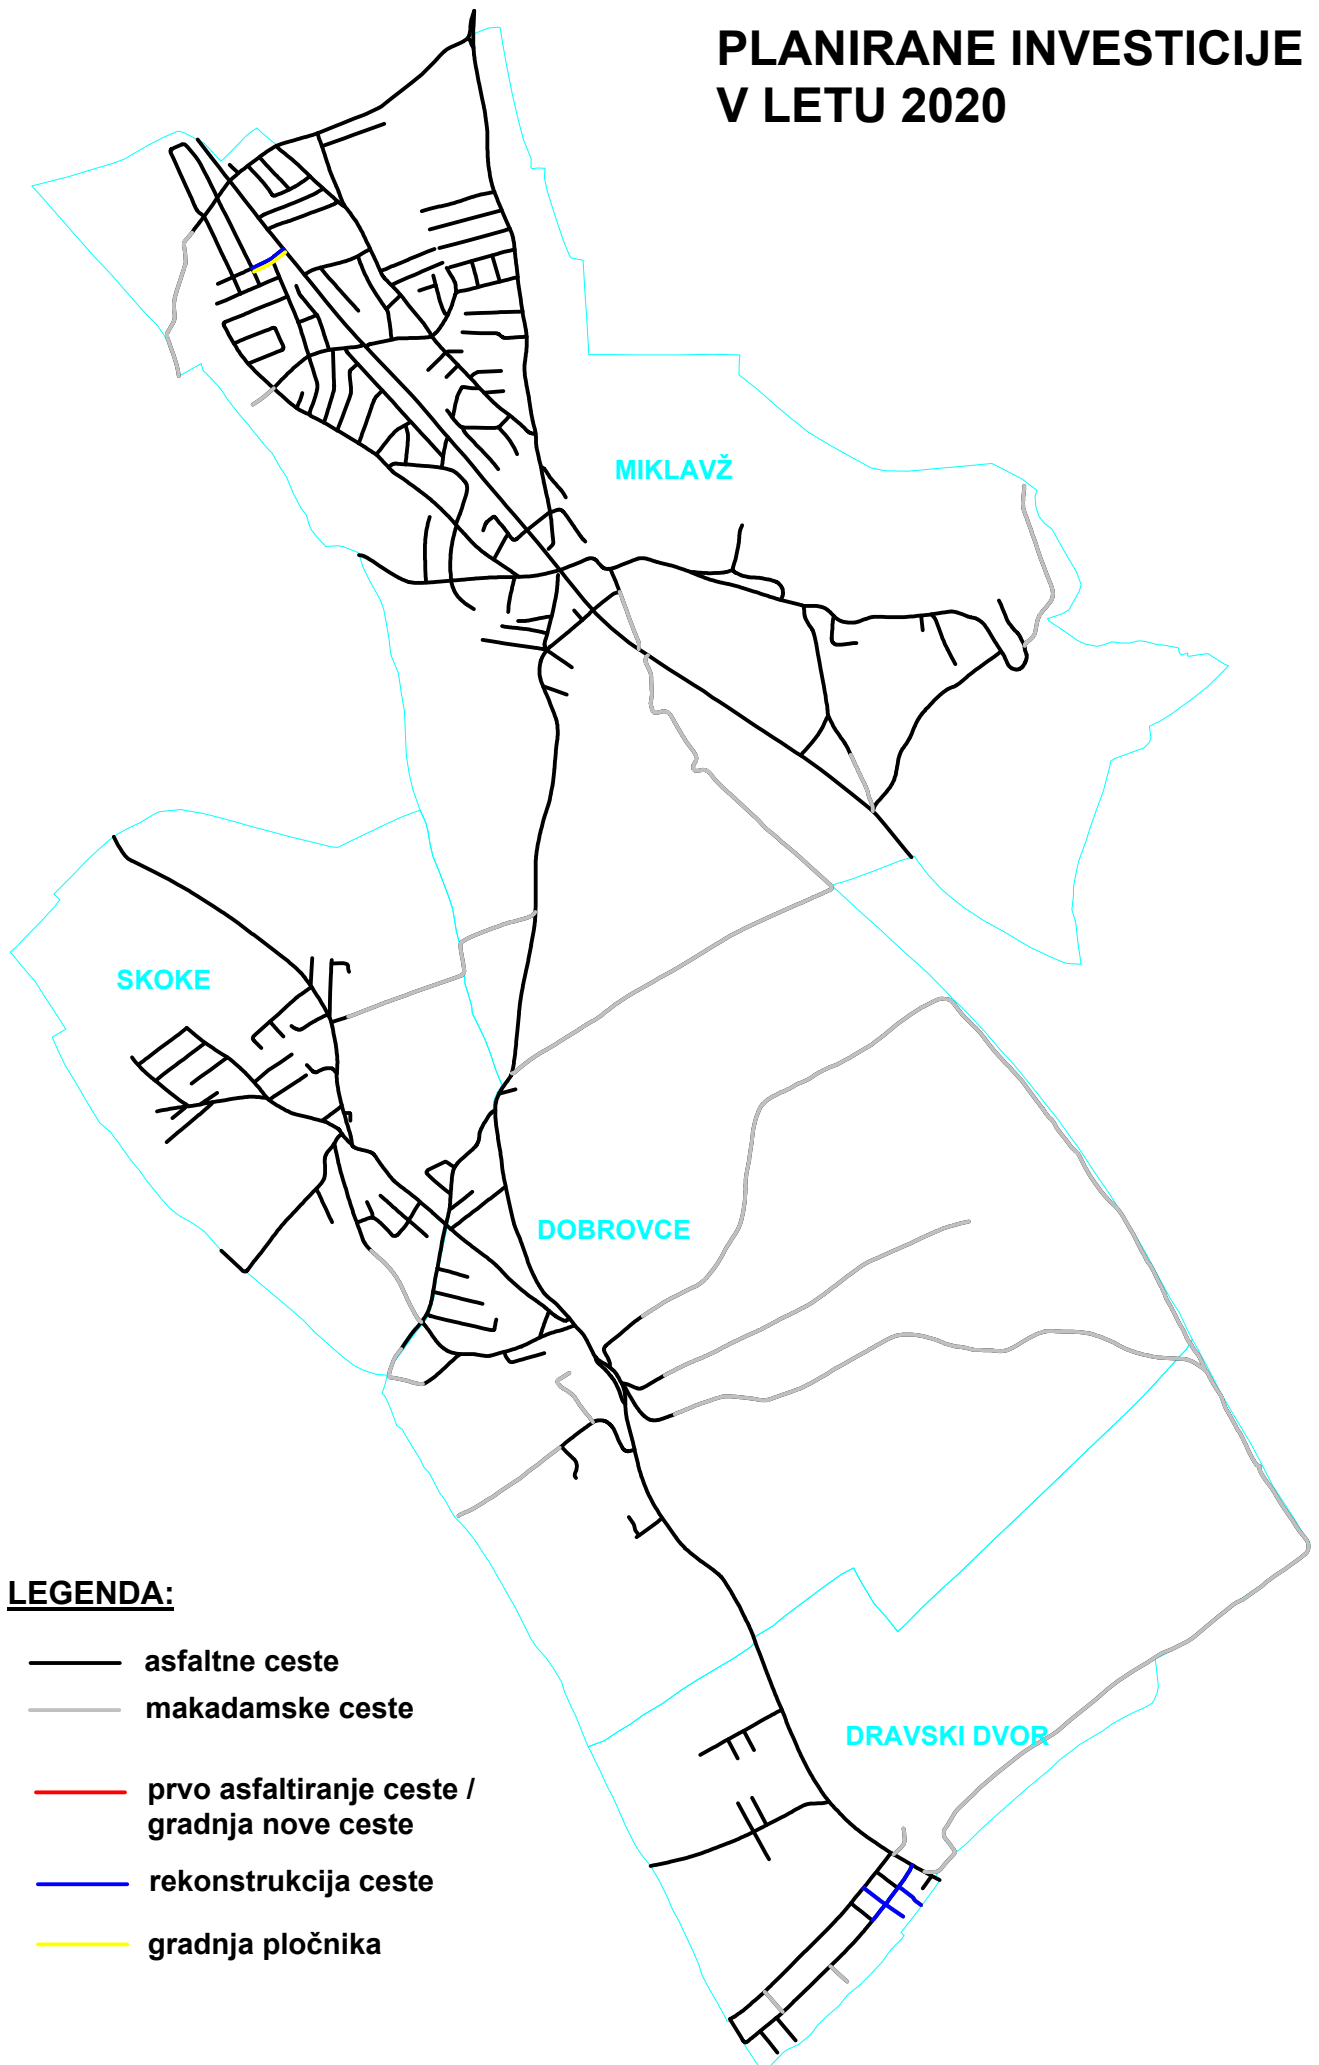 PLANIRANE INVESTICIJE
V LETU 2020
MIKLAVŽ
SKOKE
DOBROVCE
DRAVSKI DVOR
LEGENDA:
asfaltne ceste
makadamske ceste
prvo asfaltiranje ceste /
gradnja nove ceste
rekonstrukcija ceste
gradnja pločnika